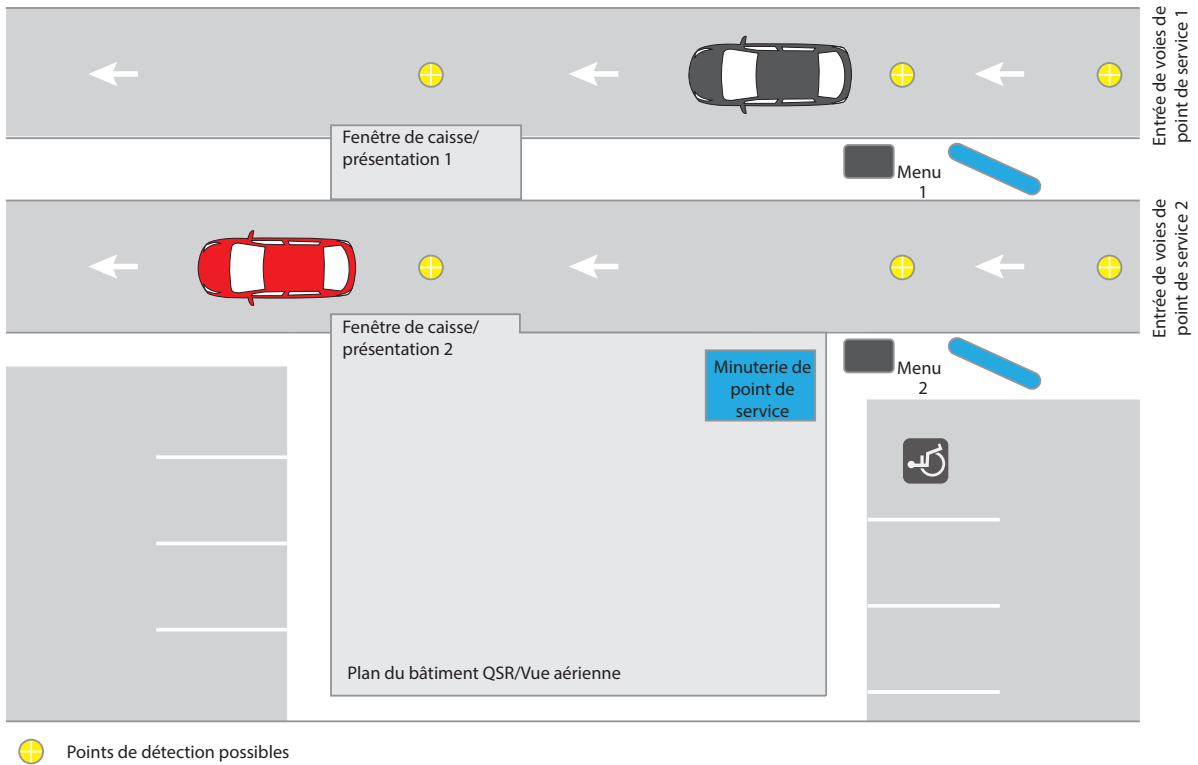 Entrée de voies de
point de service 1
Fenêtre de caisse/
présentation 1
Menu
1
Entrée de voies de
point de service 2
Fenêtre de caisse/
présentation 2
Minuterie de
point de
service
Menu
2
Plan du bâtiment QSR/Vue aérienne
Points de détection possibles